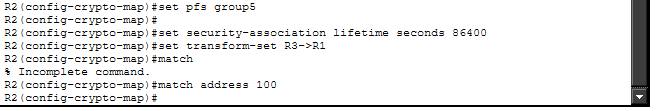 R2(config-crypto-map)#set pfs group5
R2(config-crypto-map)#
R2(config-crypto-map)#set security-association lifetime seconds 86400
R2(config-crypto-map)#set transform-set R3->R1
R2(config-crypto-map)#match
% Incomplete command.
R2(config-crypto-map)#match address 100
R2(config-crypto-map)#